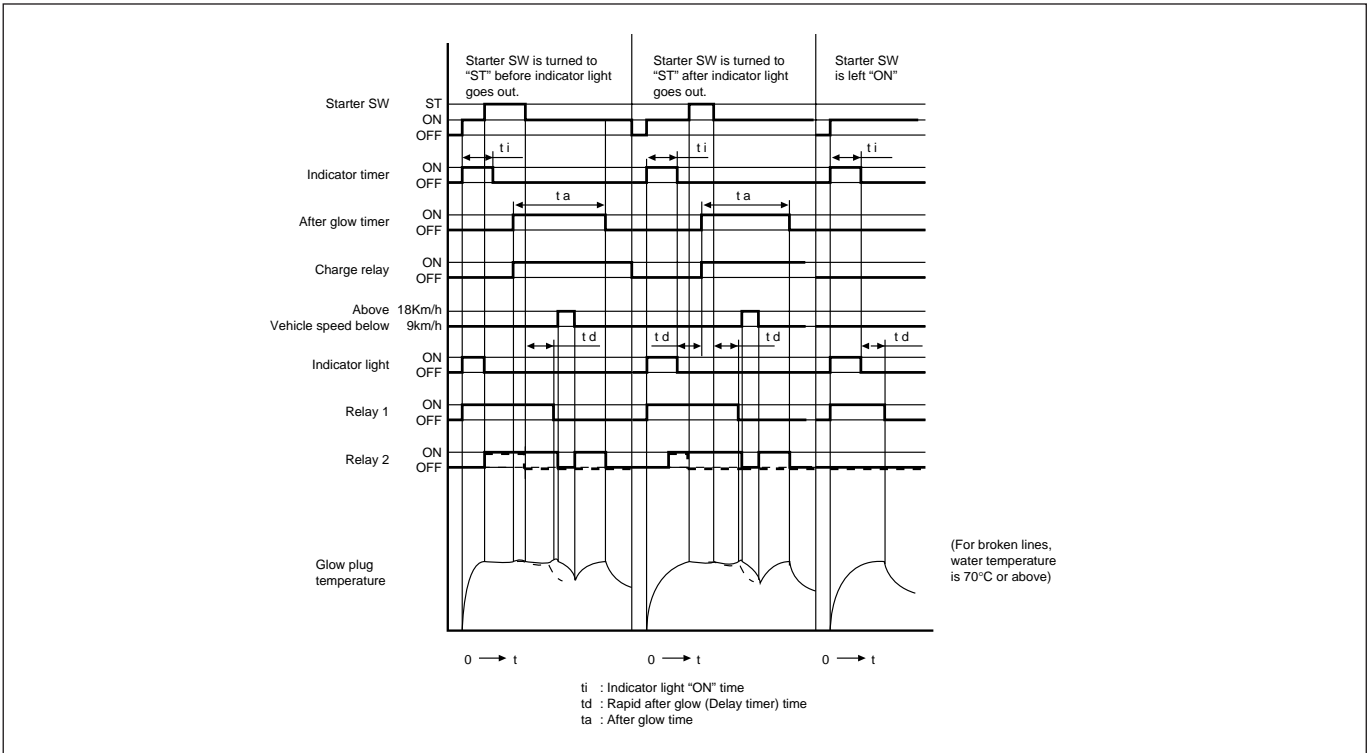 Starter SW is turned to
“ST” before indicator light
goes out.
Starter SW is turned to
“ST” after indicator light
goes out.
Starter SW
is left “ON”
Starter SW ST
ON
OFF
t i t i t i
Indicator timer ON
OFF
t a t a
After glow timer ON
OFF
Charge relay ON
OFF
Above 18Km/h
Vehicle speed below 9km/h
t d t d t d t d
Indicator light ON
OFF
Relay 1 ON
OFF
Relay 2 ON
OFF
Glow plug
temperature
(For broken lines,
water temperature
is 70°C or above)
0 → t 0 → t 0 → t
ti : Indicator light “ON” time
td : Rapid after glow (Delay timer) time
ta : After glow time